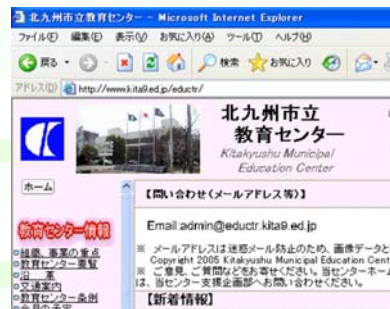 北九州市立教育センター - Microsoft Internet Explorer
ファイル(F) 編集(E) 表示(V) お気に入り(A) ツール(T) ヘルプ(H)
戻る 検索 お気に入り
アドレス(D) http://www.kita9.ed.jp/eductr/
北九州市立
教育センター
Kitakyushu Municipal
Education Center
ホーム
【問い合わせ(メールアドレス等)】
Email:admin@eductr.kita9.ed.jp
※ メールアドレスは迷惑メール防止のため、画像データと
Copyright 2005 Kitakyushu Municipal Education Cent
※ ご意見、ご質問などをお寄せください。当センターホーム
は、当センター支援企画部へお問い合わせください。
【新着情報】
教育センター情報
組織、事業の重点
教育センター要覧
沿 革
交通案内
教育センター条例
今月の予定